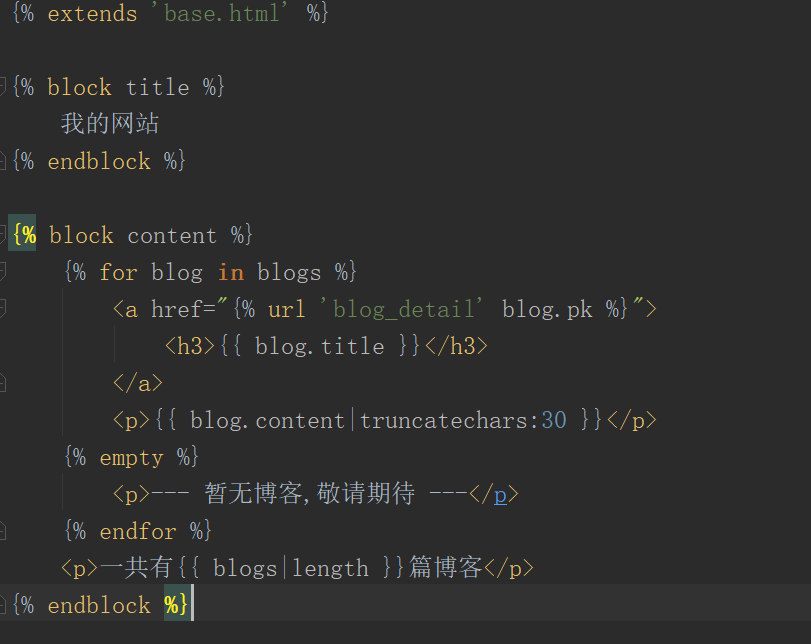 {% extends 'base.html' %}
{% block title %}
我的网站
{% endblock %}
{% block content %}
{% for blog in blogs %}
<a href="{% url 'blog_detail' blog.pk %}">
<h3>{{ blog.title }}</h3>
</a>
<p>{{ blog.content|truncatechars:30 }}</p>
{% empty %}
<p>--- 暂无博客,敬请期待 ---</p>
{% endfor %}
<p>一共有{{ blogs|length }}篇博客</p>
{% endblock %}